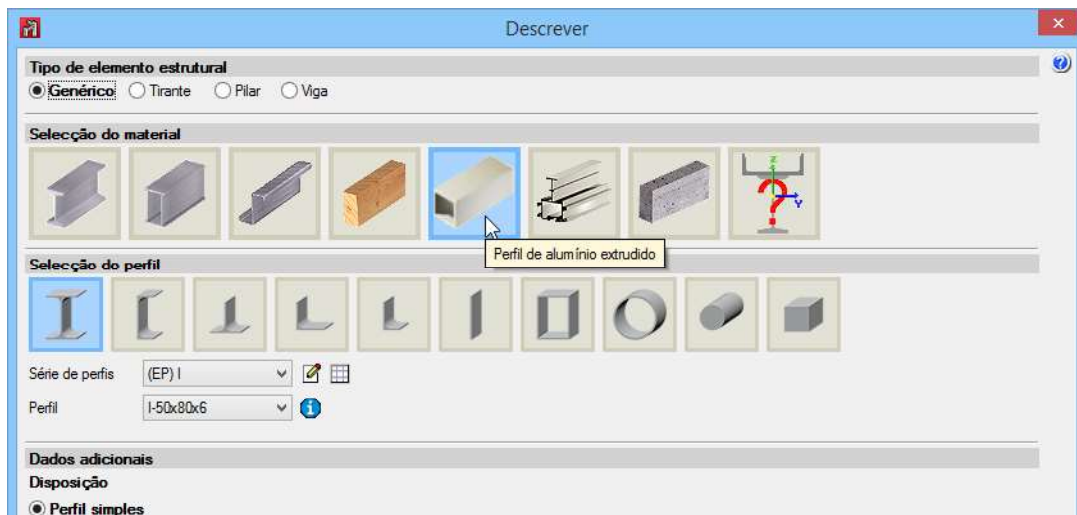 Descrever
Tipo de elemento estrutural
Genérico Tirante Pilar Viga
Selecção do material
Z
Y
Perfil de alumínio extrudido
Selecção do perfil
Série de perfis (EP) I
Perfil I-50x80x6
Dados adicionais
Disposição
Perfil simples